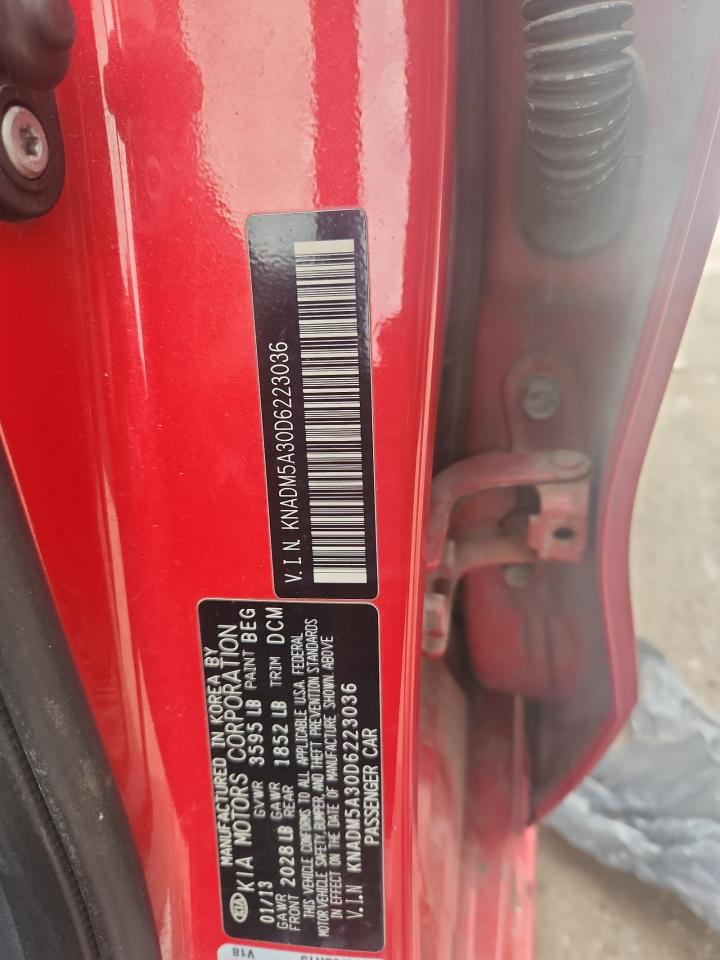 V.I.N. KNADM5A30D6223036
MANUFACTURED IN KOREA BY
KIA KIA MOTORS CORPORATION
01/13 GVWR 3595 LB PAINT BEG
GAWR FRONT 2028 LB GAWR REAR 1852 LB TRIM DCM
THIS VEHICLE CONFORMS TO ALL APPLICABLE U.S.A. FEDERAL
MOTOR VEHICLE SAFETY, BUMPER, AND THEFT PREVENTION STANDARDS
IN EFFECT ON THE DATE OF MANUFACTURE SHOWN ABOVE
V.I.N KNADM5A30D6223036
PASSENGER CAR
V18